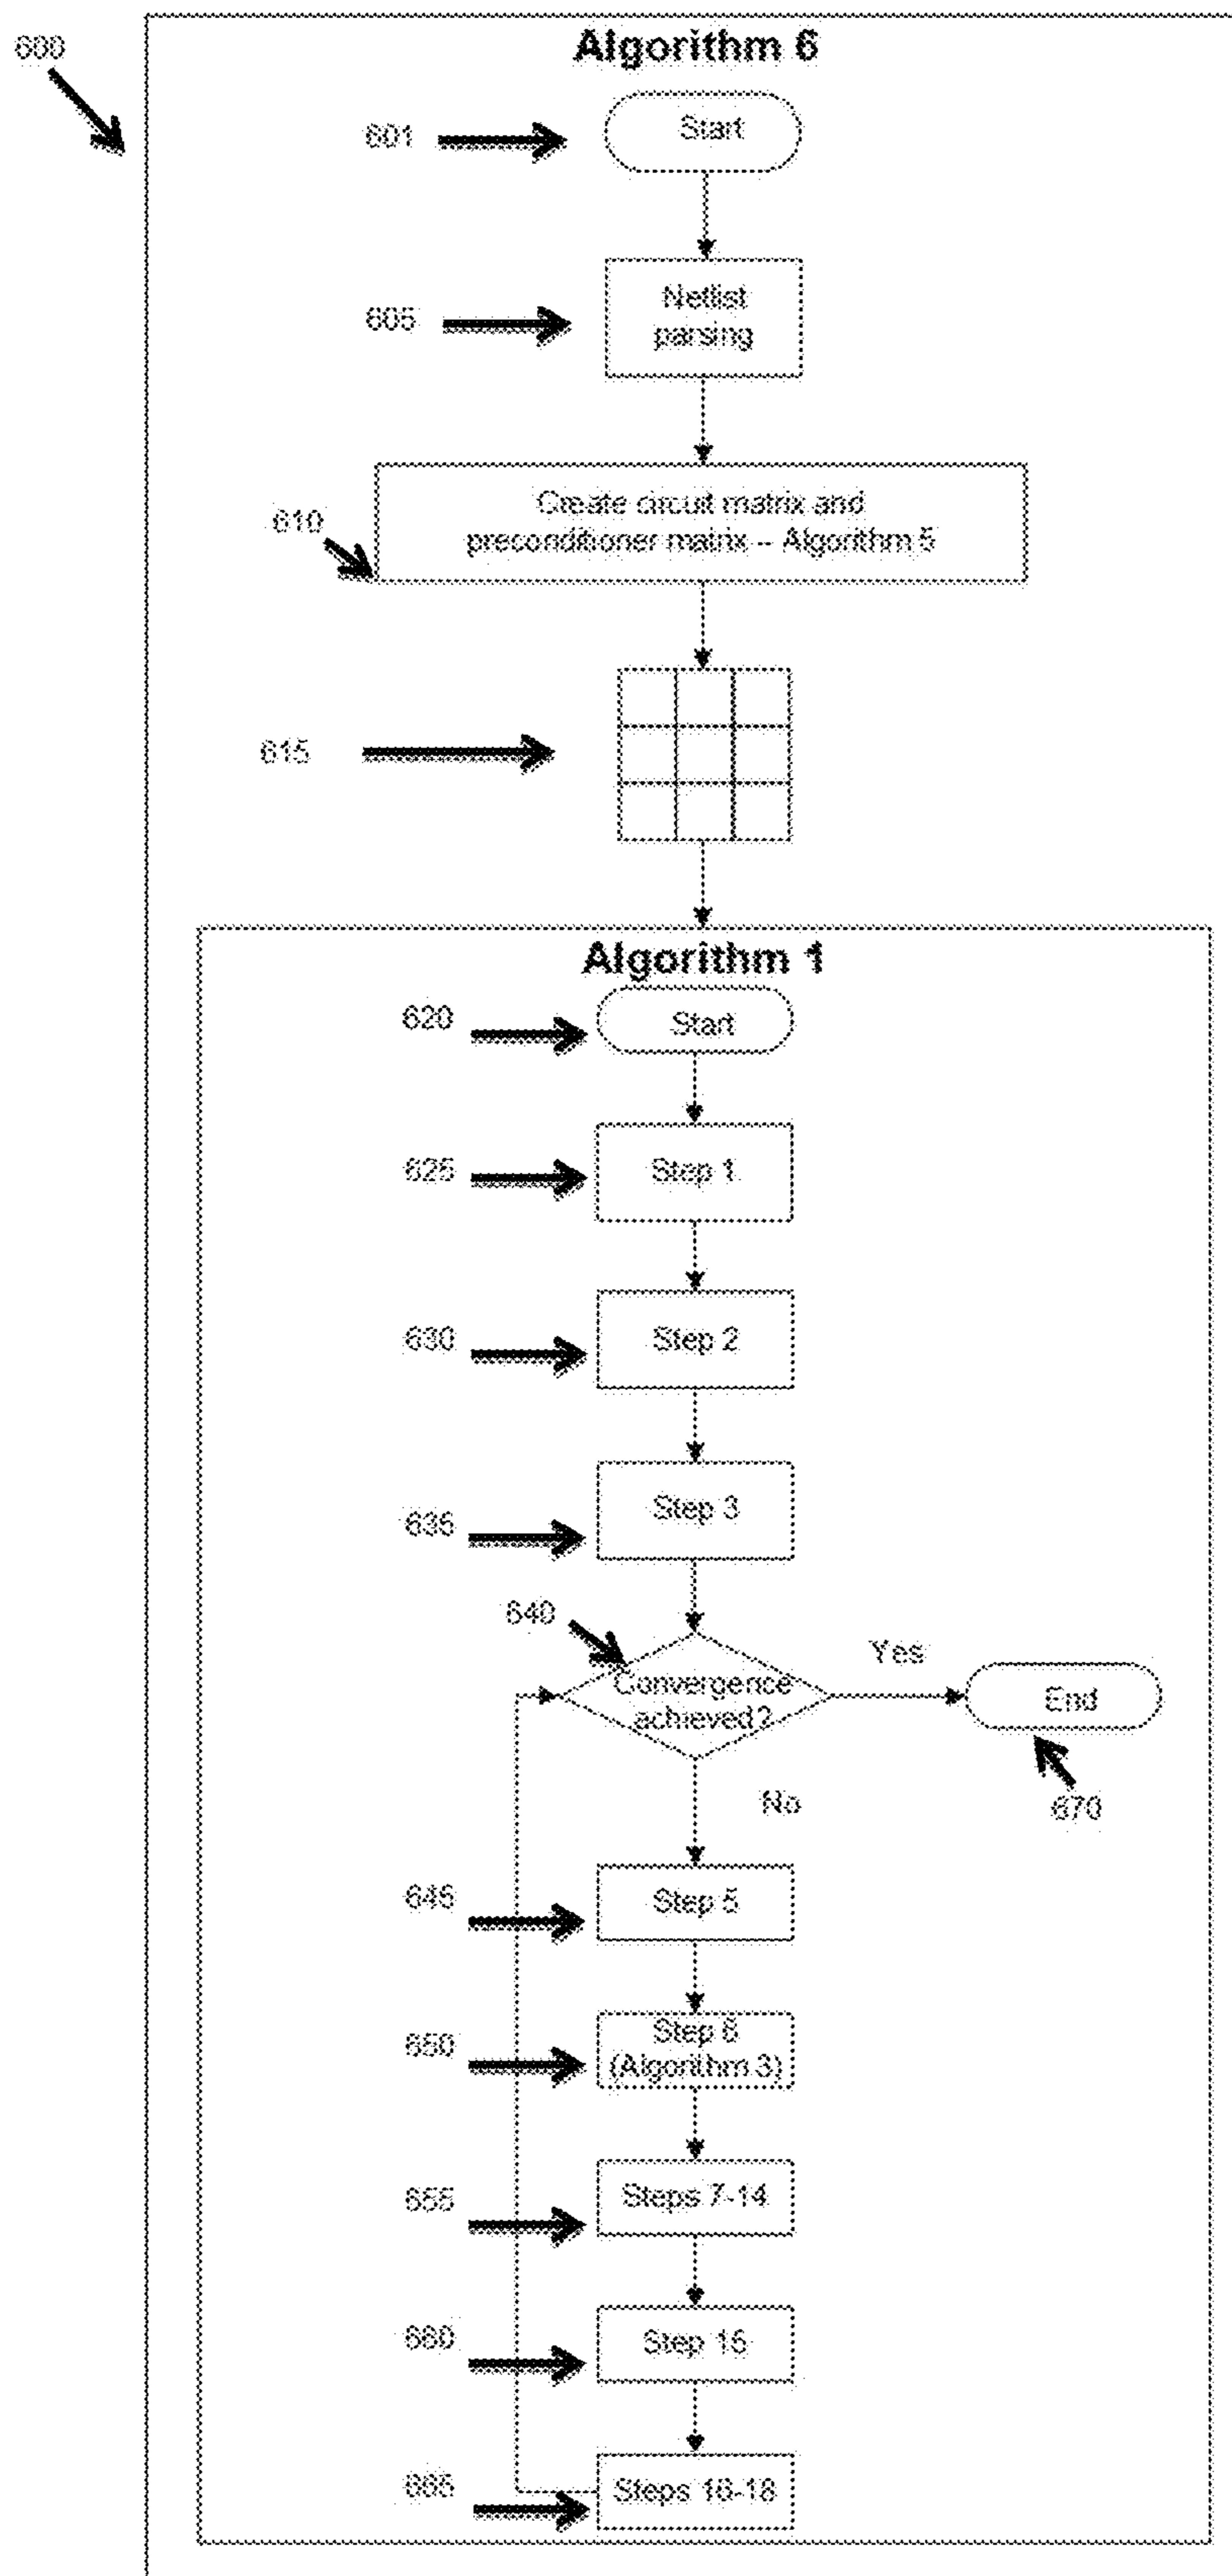 600
Algorithm 6
601
Start
605
Netlist
parsing
610
Create circuit matrix and
preconditioner matrix -- Algorithm 5
615
Algorithm 1
620
Start
625
Step 1
630
Step 2
635
Step 3
640
Convergence
achieved?
Yes
End
670
No
645
Step 5
650
Step 6
(Algorithm 3)
655
Steps 7-14
660
Step 15
665
Steps 16-18